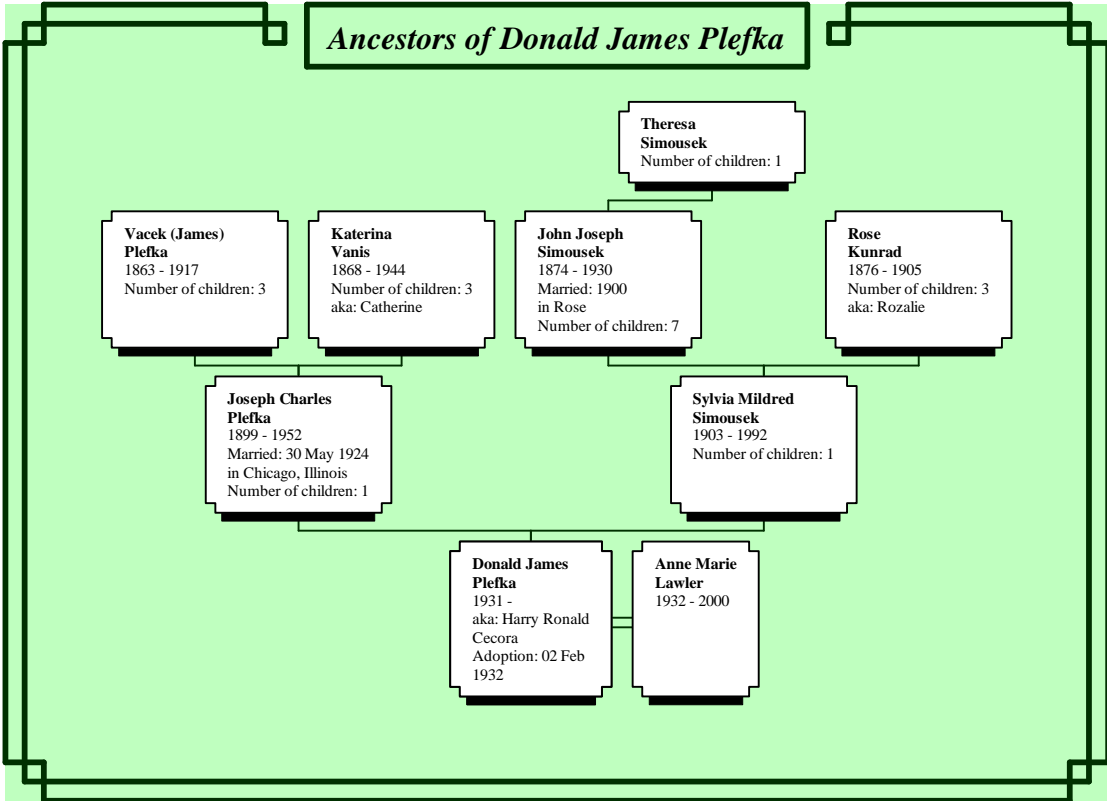 Ancestors of Donald James Plefka
Theresa
Simousek
Number of children: 1
Vacek (James)
Plefka
1863 - 1917
Number of children: 3
Katerina
Vanis
1868 - 1944
Number of children: 3
aka: Catherine
John Joseph
Simousek
1874 - 1930
Married: 1900
in Rose
Number of children: 7
Rose
Kunrad
1876 - 1905
Number of children: 3
aka: Rozalie
Joseph Charles
Plefka
1899 - 1952
Married: 30 May 1924
in Chicago, Illinois
Number of children: 1
Sylvia Mildred
Simousek
1903 - 1992
Number of children: 1
Donald James
Plefka
1931 -
aka: Harry Ronald
Cecora
Adoption: 02 Feb
1932
Anne Marie
Lawler
1932 - 2000